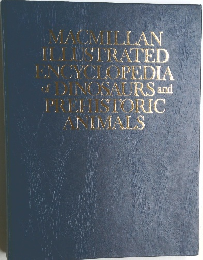 MACMILLAN
ILLUSTRATED
ENCYCLOPEDIA
of DINOSAURS and
PREHISTORIC
ANIMALS